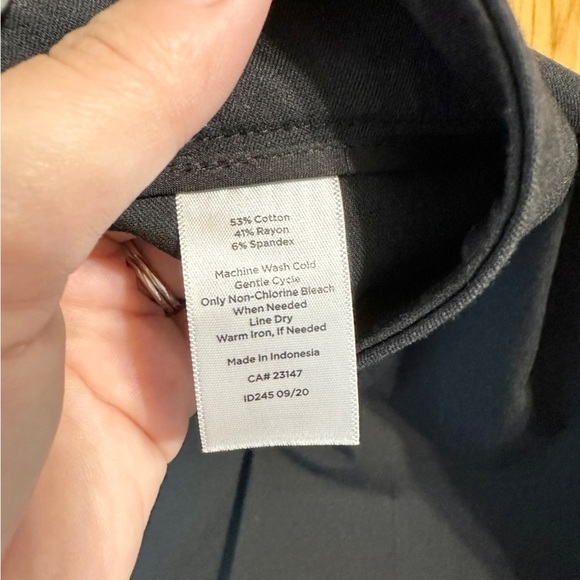 53% Cotton
41% Rayon
6% Spandex
Machine Wash Cold
Gentle Cycle
Only Non-Chlorine Bleach
When Needed
Line Dry
Warm Iron, If Needed
Made in Indonesia
CA# 23147
ID245 09/20